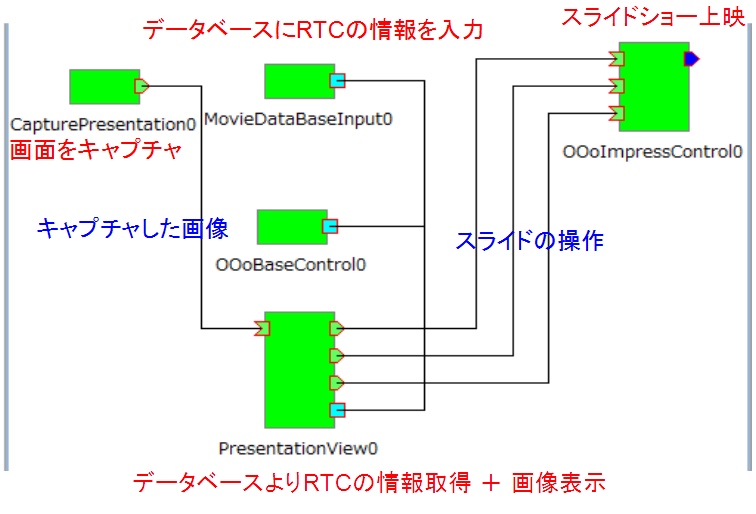 スライドショー上映
データベースにRTCの情報を入力
CapturePresentation0
MovieDataBaseInput0
画面をキャプチャ
OOoImpressControl0
キャプチャした画像
スライドの操作
OOoBaseControl0
PresentationView0
データベースよりRTCの情報取得 ＋ 画像表示